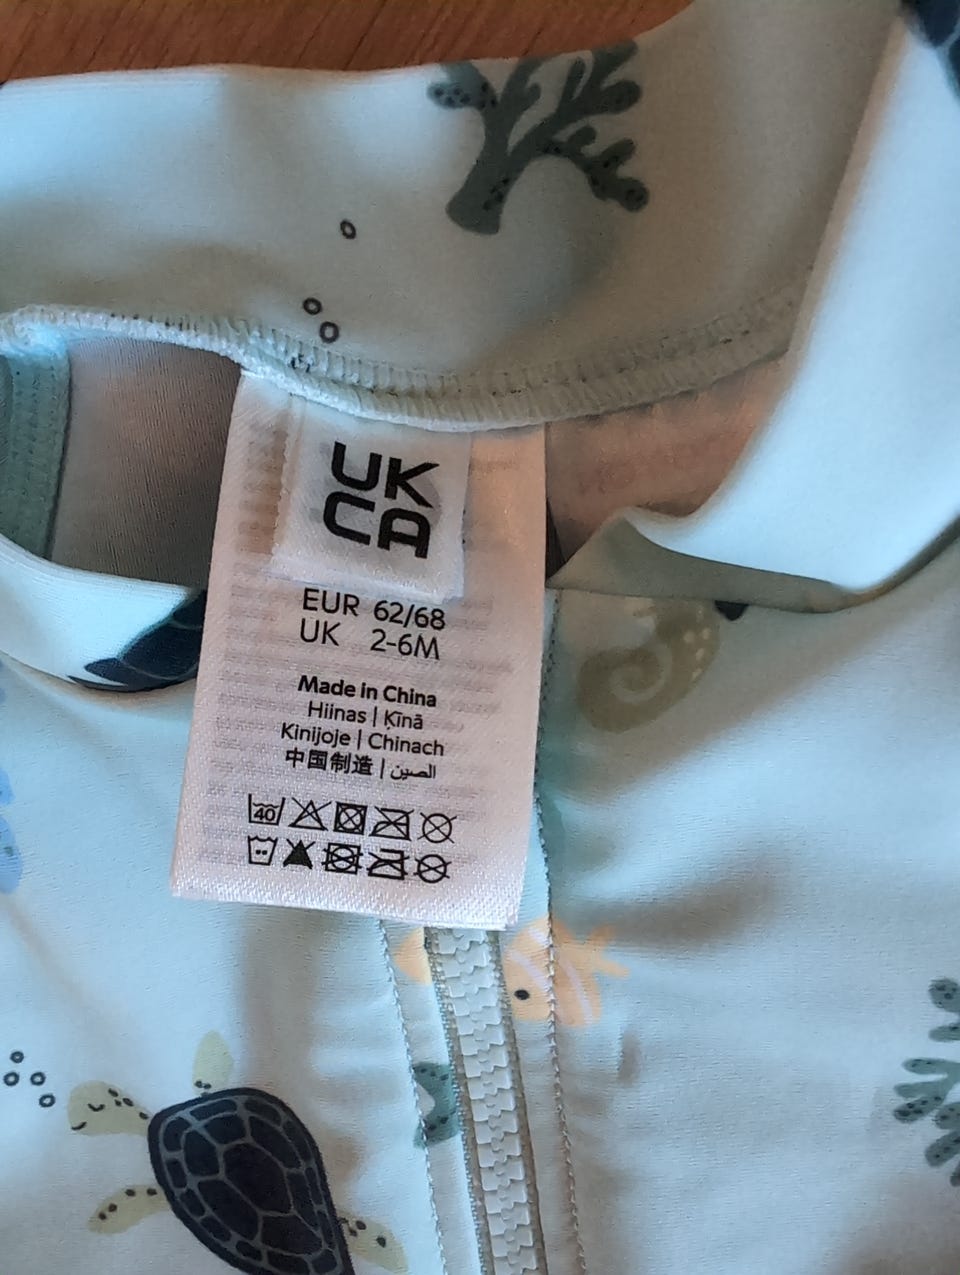 UK
CA
EUR 62/68
UK 2-6M
Made in China
Hiinas | Ķīnā
Kinijoje | Chinach
中国制造 | الصين
40